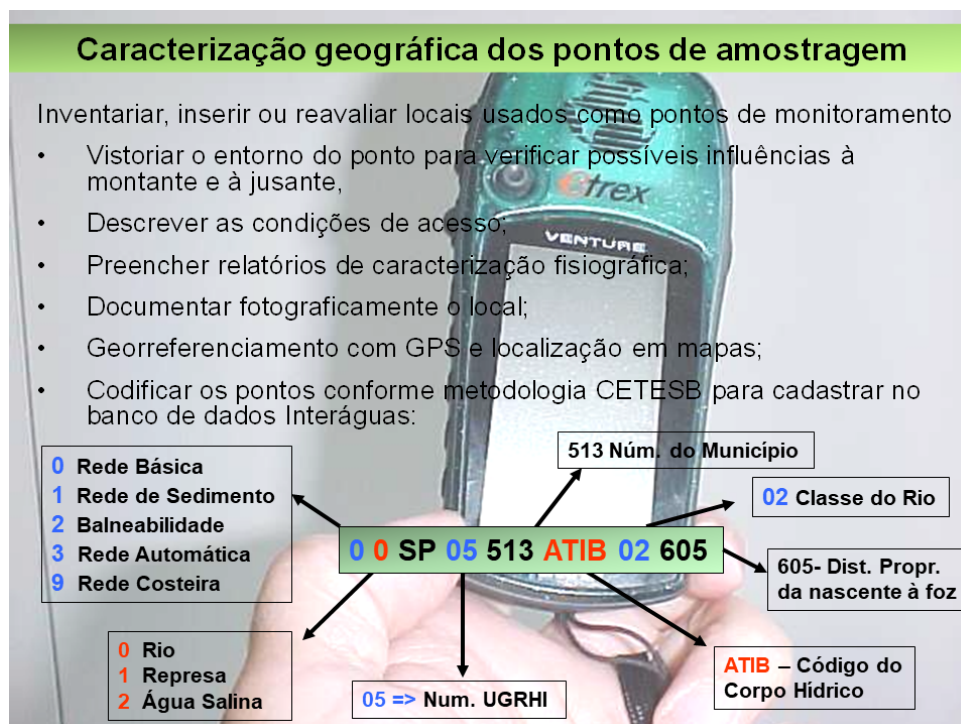 Caracterização geográfica dos pontos de amostragem
Inventariar, inserir ou reavaliar locais usados como pontos de monitoramento
• Vistoriar o entorno do ponto para verificar possíveis influências à
montante e à jusante,
• Descrever as condições de acesso;
• Preencher relatórios de caracterização fisiográfica;
• Documentar fotograficamente o local;
• Georreferenciamento com GPS e localização em mapas;
• Codificar os pontos conforme metodologia CETESB para cadastrar no
banco de dados Interáguas:
etrex
VENTURE
513 Núm. do Município
0 Rede Básica
1 Rede de Sedimento
2 Balneabilidade
3 Rede Automática
9 Rede Costeira
02 Classe do Rio
0 0 SP 05 513 ATIB 02 605
605- Dist. Propr.
da nascente à foz
0 Rio
1 Represa
2 Água Salina
05 => Num. UGRHI
ATIB – Código do
Corpo Hídrico